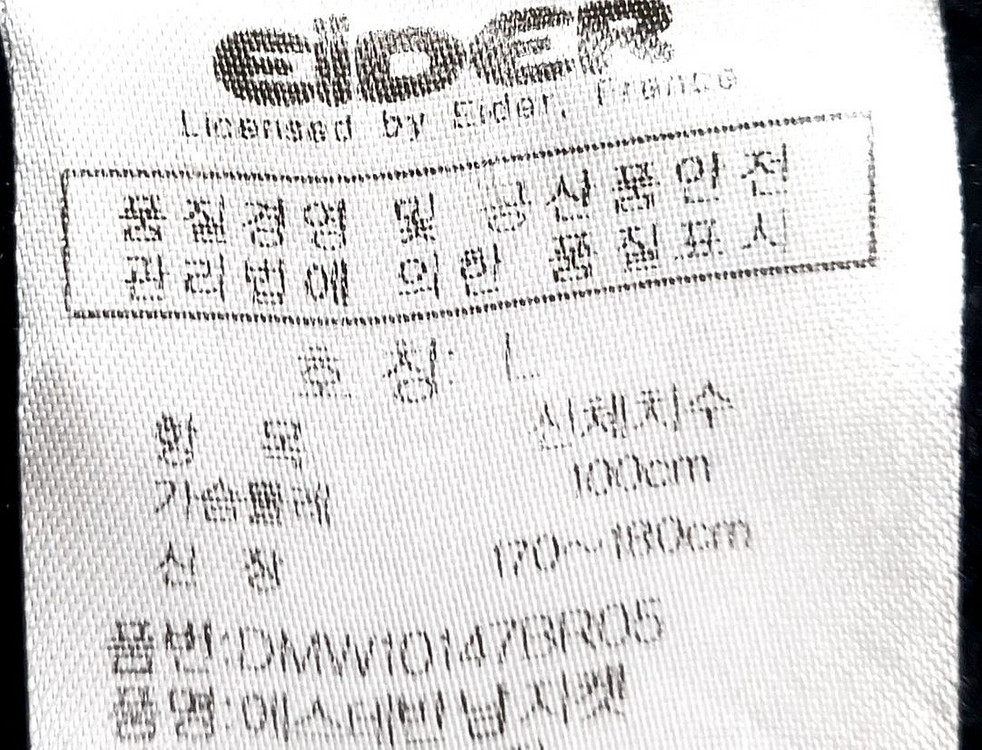 EiDER
Licensed by Eider, France
품질경영 및 공산품안전
관리법에 의한 품질표시
호 칭: L
항 목 신체치수
가슴둘레 100cm
신 장 170~180cm
품번:DMW10147BR05
품명:에스테반 남 자켓